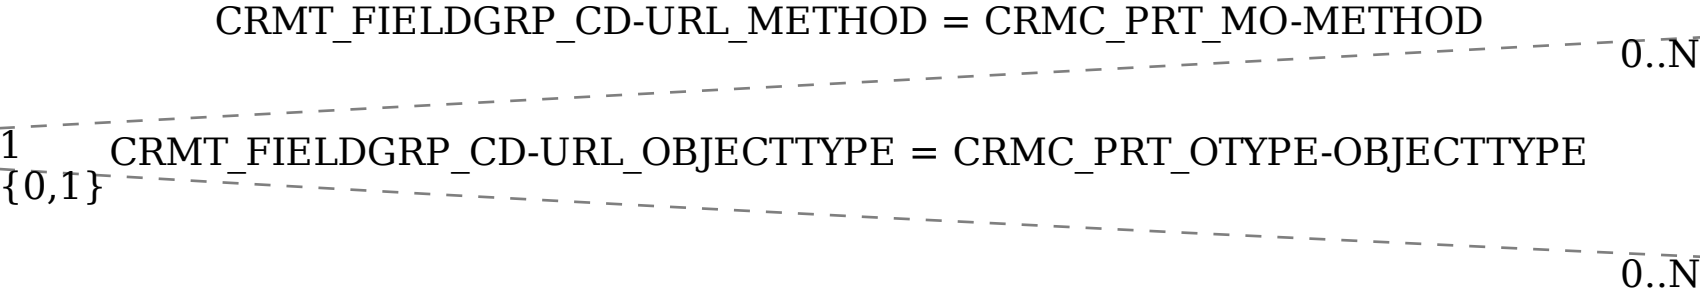 CRMT_FIELDGRP_CD-URL_METHOD = CRMC_PRT_MO-METHOD
0..N
1
CRMT_FIELDGRP_CD-URL_OBJECTTYPE = CRMC_PRT_OTYPE-OBJECTTYPE
{0,1}
0..N